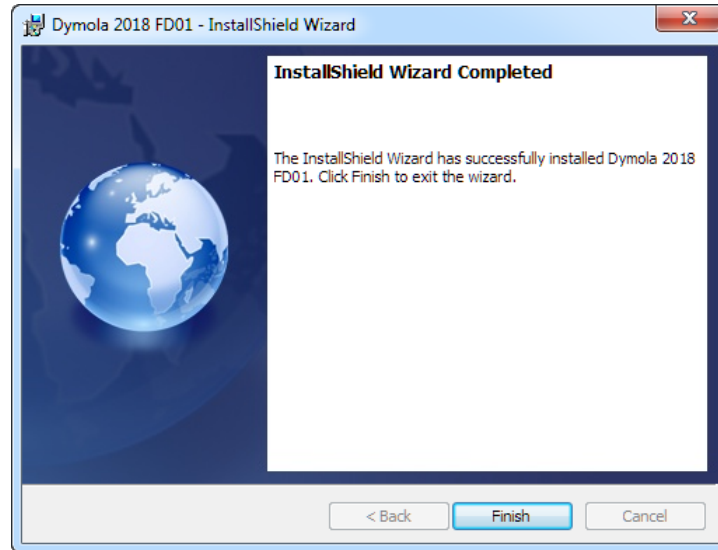 Dymola 2018 FD01 - InstallShield Wizard
InstallShield Wizard Completed
The InstallShield Wizard has successfully installed Dymola 2018
FD01. Click Finish to exit the wizard.
< Back
Finish
Cancel